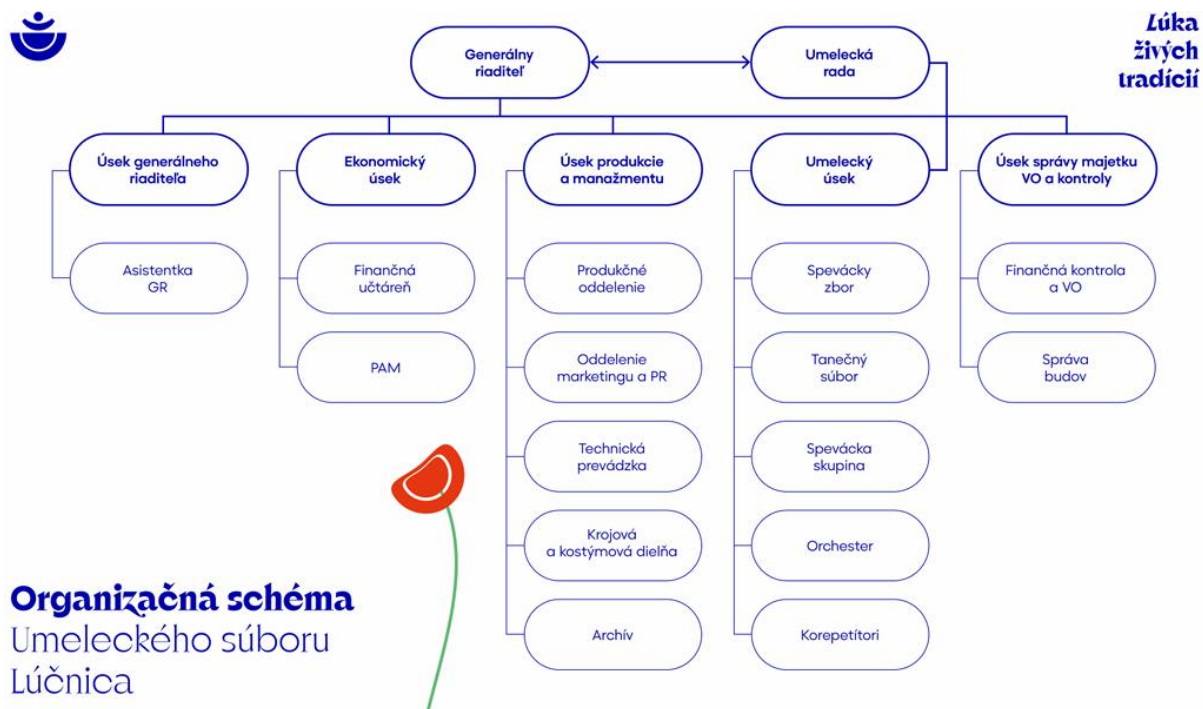 Lúka
živých
tradícií
Generálny
riaditeľ
Umelecká
rada
Úsek generálneho
riaditeľa
Ekonomický
úsek
Úsek produkcie
a manažmentu
Umelecký
úsek
Úsek správy majetku
VO a kontroly
Asistentka
GR
Finančná
učtáreň
PAM
Produkčné
oddelenie
Oddelenie
marketingu a PR
Technická
prevádzka
Krojová
a kostýmová dielňa
Archív
Spevácky
zbor
Tanečný
súbor
Spevácka
skupina
Orchester
Korepetítori
Finančná kontrola
a VO
Správa
budov
Organizačná schéma
Umeleckého súboru
Lúčnica